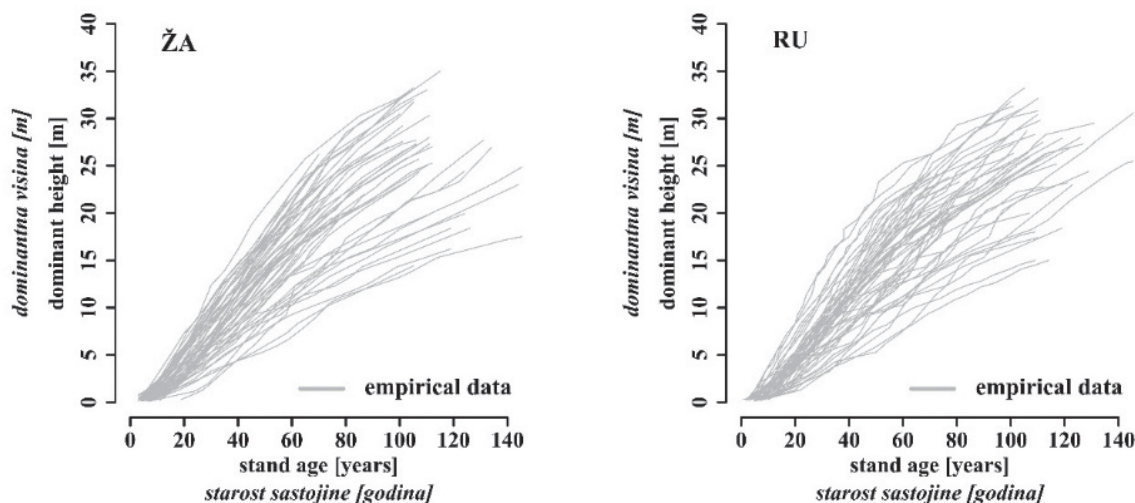 ŽA
dominantna visina [m]
dominant height [m]
40
35
30
25
20
15
10
5
0
empirical data
0 20 40 60 80 100 120 140
stand age [years]
starost sastojine [godina]
RU
dominantna visina [m]
dominant height [m]
40
35
30
25
20
15
10
5
0
empirical data
0 20 40 60 80 100 120 140
stand age [years]
starost sastojine [godina]